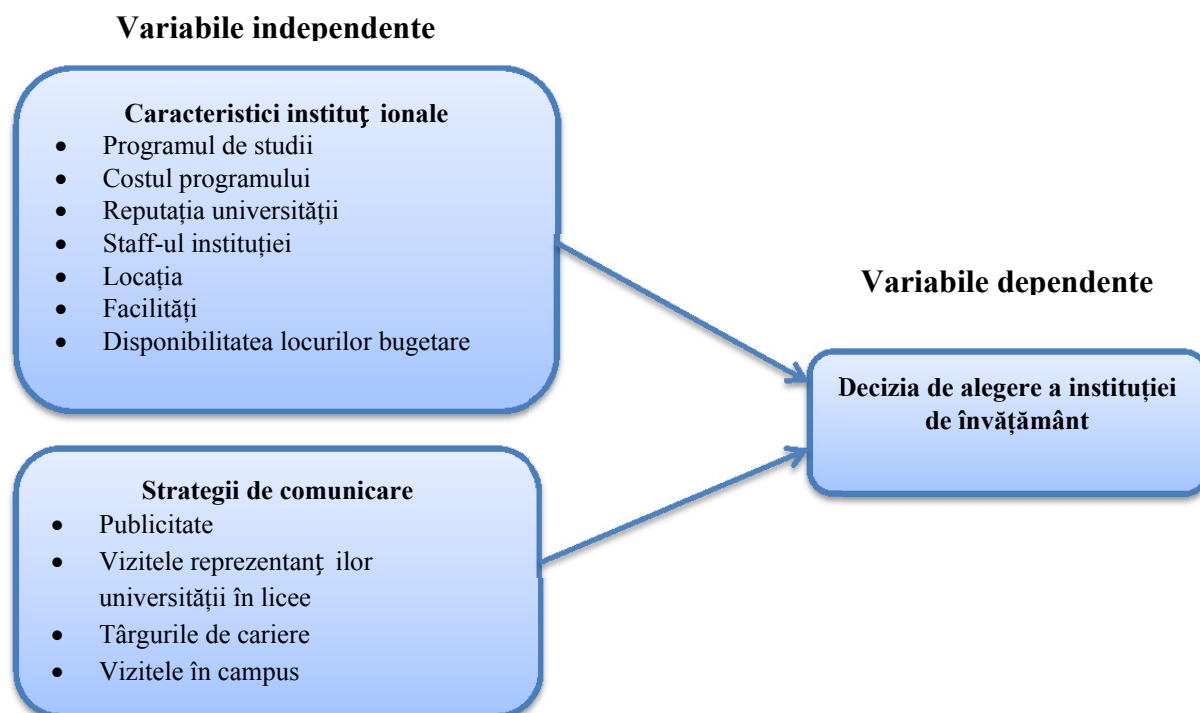 Variabile independente
Caracteristici instituț ionale
• Programul de studii
• Costul programului
• Reputația universității
• Staff-ul instituției
• Locația
• Facilități
• Disponibilitatea locurilor bugetare
Variabile dependente
Decizia de alegere a instituției
de învățământ
Strategii de comunicare
• Publicitate
• Vizitele reprezentanț ilor
universității în licee
• Târgurile de cariere
• Vizitele în campus